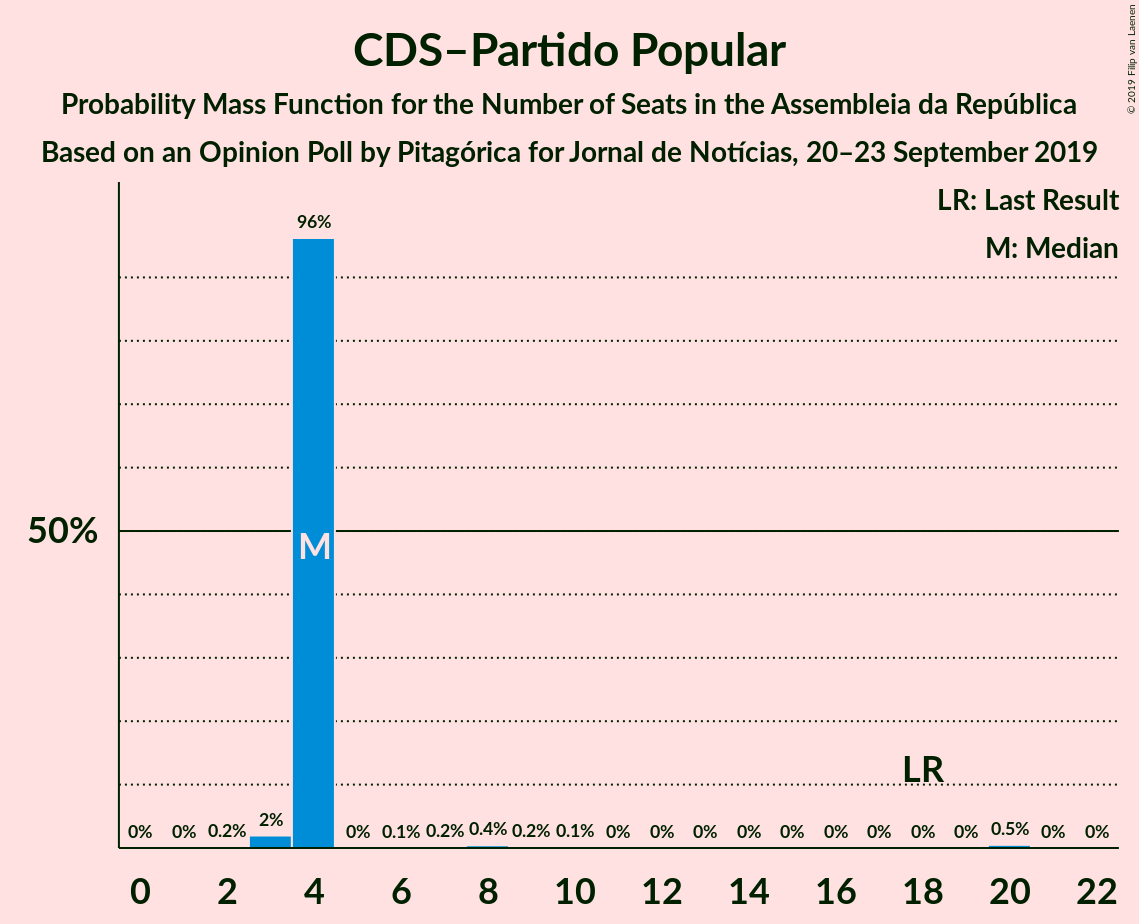 CDS–Partido Popular
Probability Mass Function for the Number of Seats in the Assembleia da República
Based on an Opinion Poll by Pitagórica for Jornal de Notícias, 20–23 September 2019
© 2019 Filip van Laenen
LR: Last Result
M: Median
96%
50%
M
LR
0% 0% 0.2% 2% 0% 0.1% 0.2% 0.4% 0.2% 0.1% 0% 0% 0% 0% 0% 0% 0% 0% 0% 0.5% 0% 0%
0 2 4 6 8 10 12 14 16 18 20 22